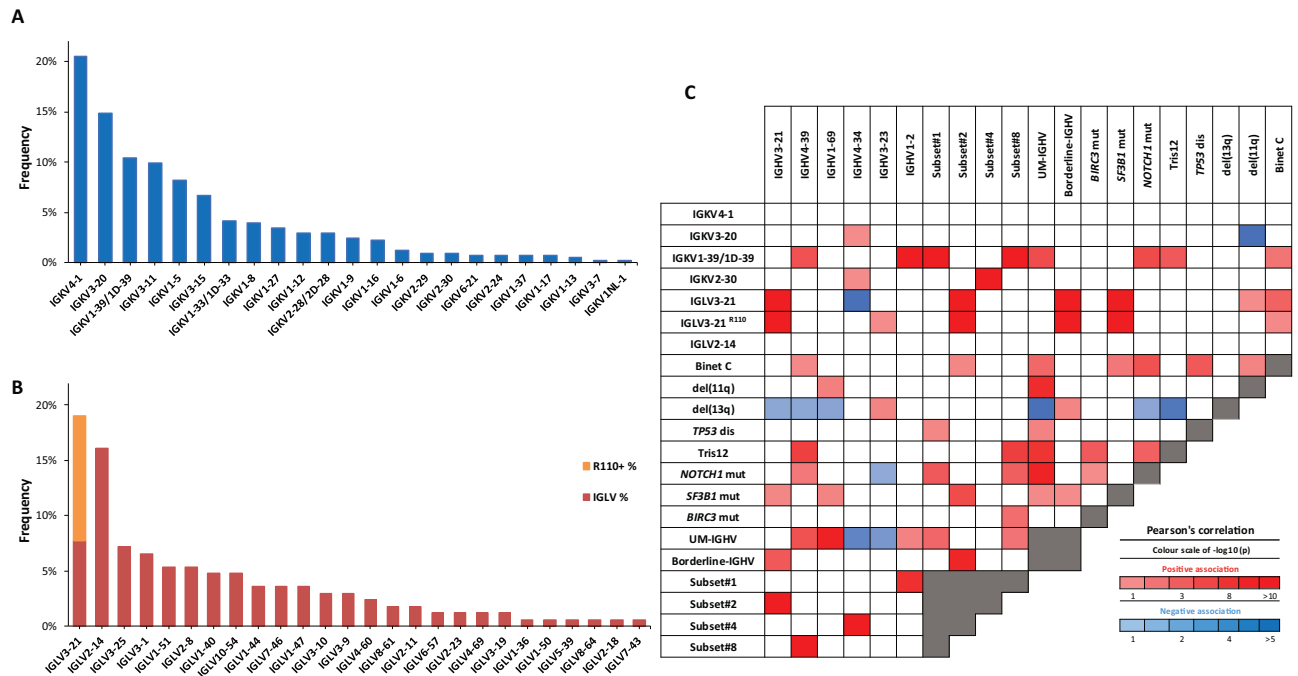 A
Frequency
20%
15%
10%
5%
0%
IGKV4-1
IGKV3-20
IGKV1-39/1D-39
IGKV3-11
IGKV1-5
IGKV3-15
IGKV1-33/1D-33
IGKV1-8
IGKV1-27
IGKV1-12
IGKV2-28/2D-28
IGKV1-9
IGKV1-16
IGKV1-6
IGKV2-29
IGKV2-30
IGKV6-21
IGKV2-24
IGKV1-37
IGKV1-17
IGKV1-13
IGKV3-7
IGKV1NL-1
B
Frequency
20%
15%
10%
5%
0%
R110+ %
IGLV %
IGLV3-21
IGLV2-14
IGLV3-25
IGLV3-1
IGLV1-51
IGLV2-8
IGLV1-40
IGLV10-54
IGLV1-44
IGLV7-46
IGLV1-47
IGLV3-10
IGLV3-9
IGLV4-60
IGLV8-61
IGLV2-11
IGLV6-57
IGLV2-23
IGLV4-69
IGLV3-19
IGLV1-36
IGLV1-50
IGLV5-39
IGLV8-64
IGLV2-18
IGLV7-43
C
IGHV3-21
IGHV4-39
IGHV1-69
IGHV4-34
IGHV3-23
IGHV1-2
Subset#1
Subset#2
Subset#4
Subset#8
UM-IGHV
Borderline-IGHV
BIRC3 mut
SF3B1 mut
NOTCH1 mut
Tris12
TP53 dis
del(13q)
del(11q)
Binet C
IGKV4-1
IGKV3-20
IGKV1-39/1D-39
IGKV2-30
IGLV3-21
IGLV3-21 R110
IGLV2-14
Binet C
del(11q)
del(13q)
TP53 dis
Tris12
NOTCH1 mut
SF3B1 mut
BIRC3 mut
UM-IGHV
Borderline-IGHV
Subset#1
Subset#2
Subset#4
Subset#8
Pearson's correlation
Colour scale of -log10 (p)
Positive association
1 3 8 >10
Negative association
1 2 4 >5